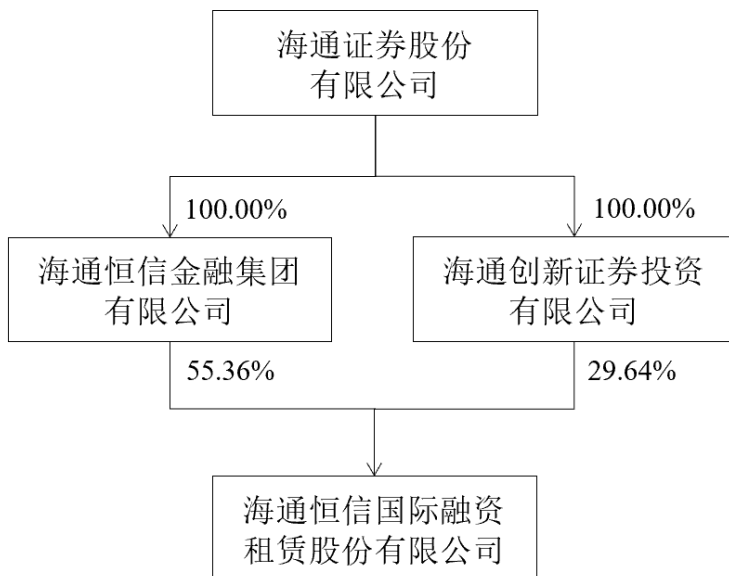 海通证券股份
有限公司
100.00%
100.00%
海通恒信金融集团
有限公司
海通创新证券投资
有限公司
55.36%
29.64%
海通恒信国际融资
租赁股份有限公司